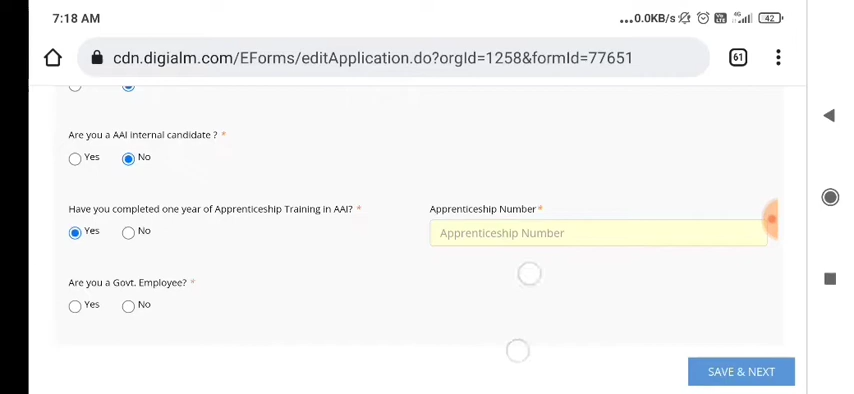 7:18 AM
...0.0KB/s 4G 42
cdn.digialm.com/EForms/editApplication.do?orgId=1258&formId=77651 61
Are you a AAI internal candidate ? *
Yes No
Have you completed one year of Apprenticeship Training in AAI? * Apprenticeship Number*
Yes No Apprenticeship Number
Are you a Govt. Employee? *
Yes No
SAVE & NEXT